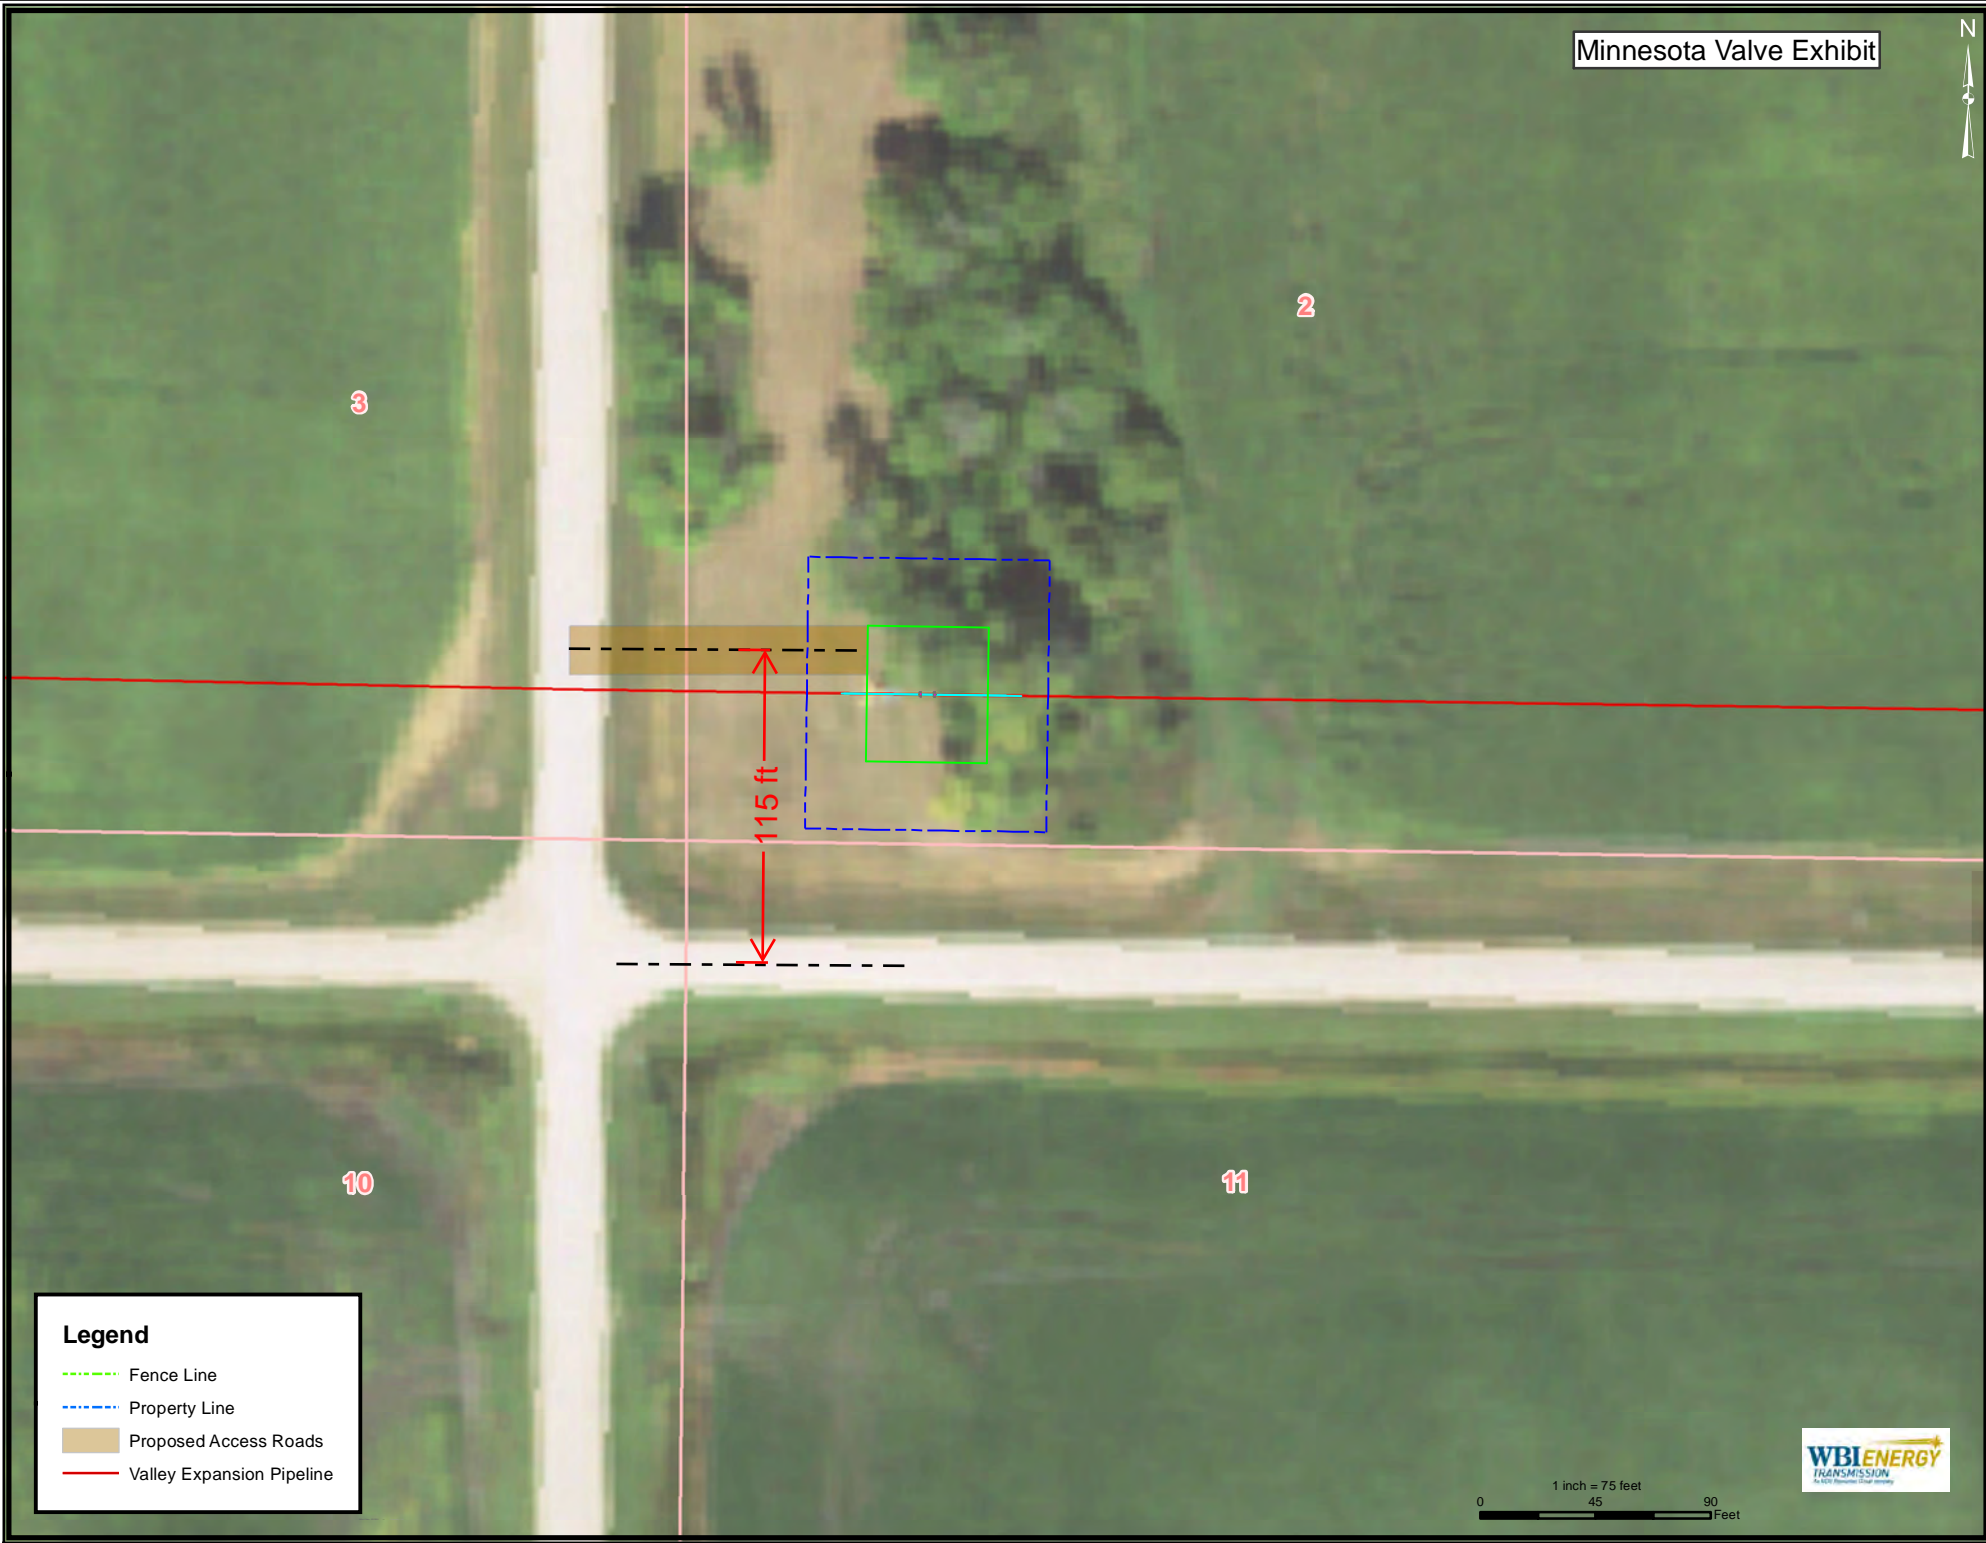 Minnesota Valve Exhibit
N
2
3
115 ft
10
11
Legend
Fence Line
Property Line
Proposed Access Roads
Valley Expansion Pipeline
1 inch = 75 feet
0 45 90
Feet
WBI ENERGY
TRANSMISSION